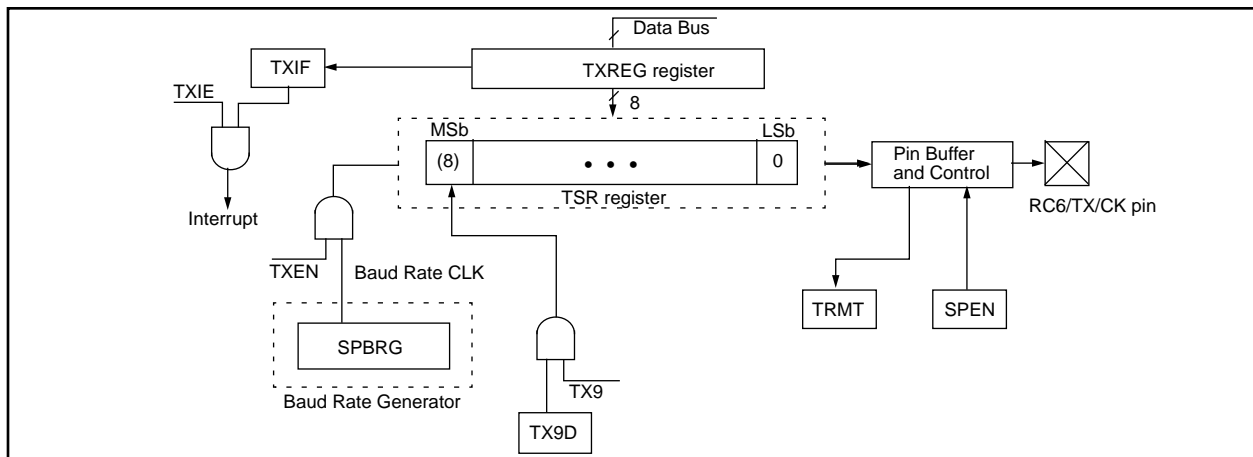 Data Bus
TXIF
TXREG register
TXIE
8
MSb
LSb
(8)
• • •
0
Pin Buffer
and Control
TSR register
RC6/TX/CK pin
Interrupt
TXEN
Baud Rate CLK
TRMT
SPEN
SPBRG
TX9
Baud Rate Generator
TX9D